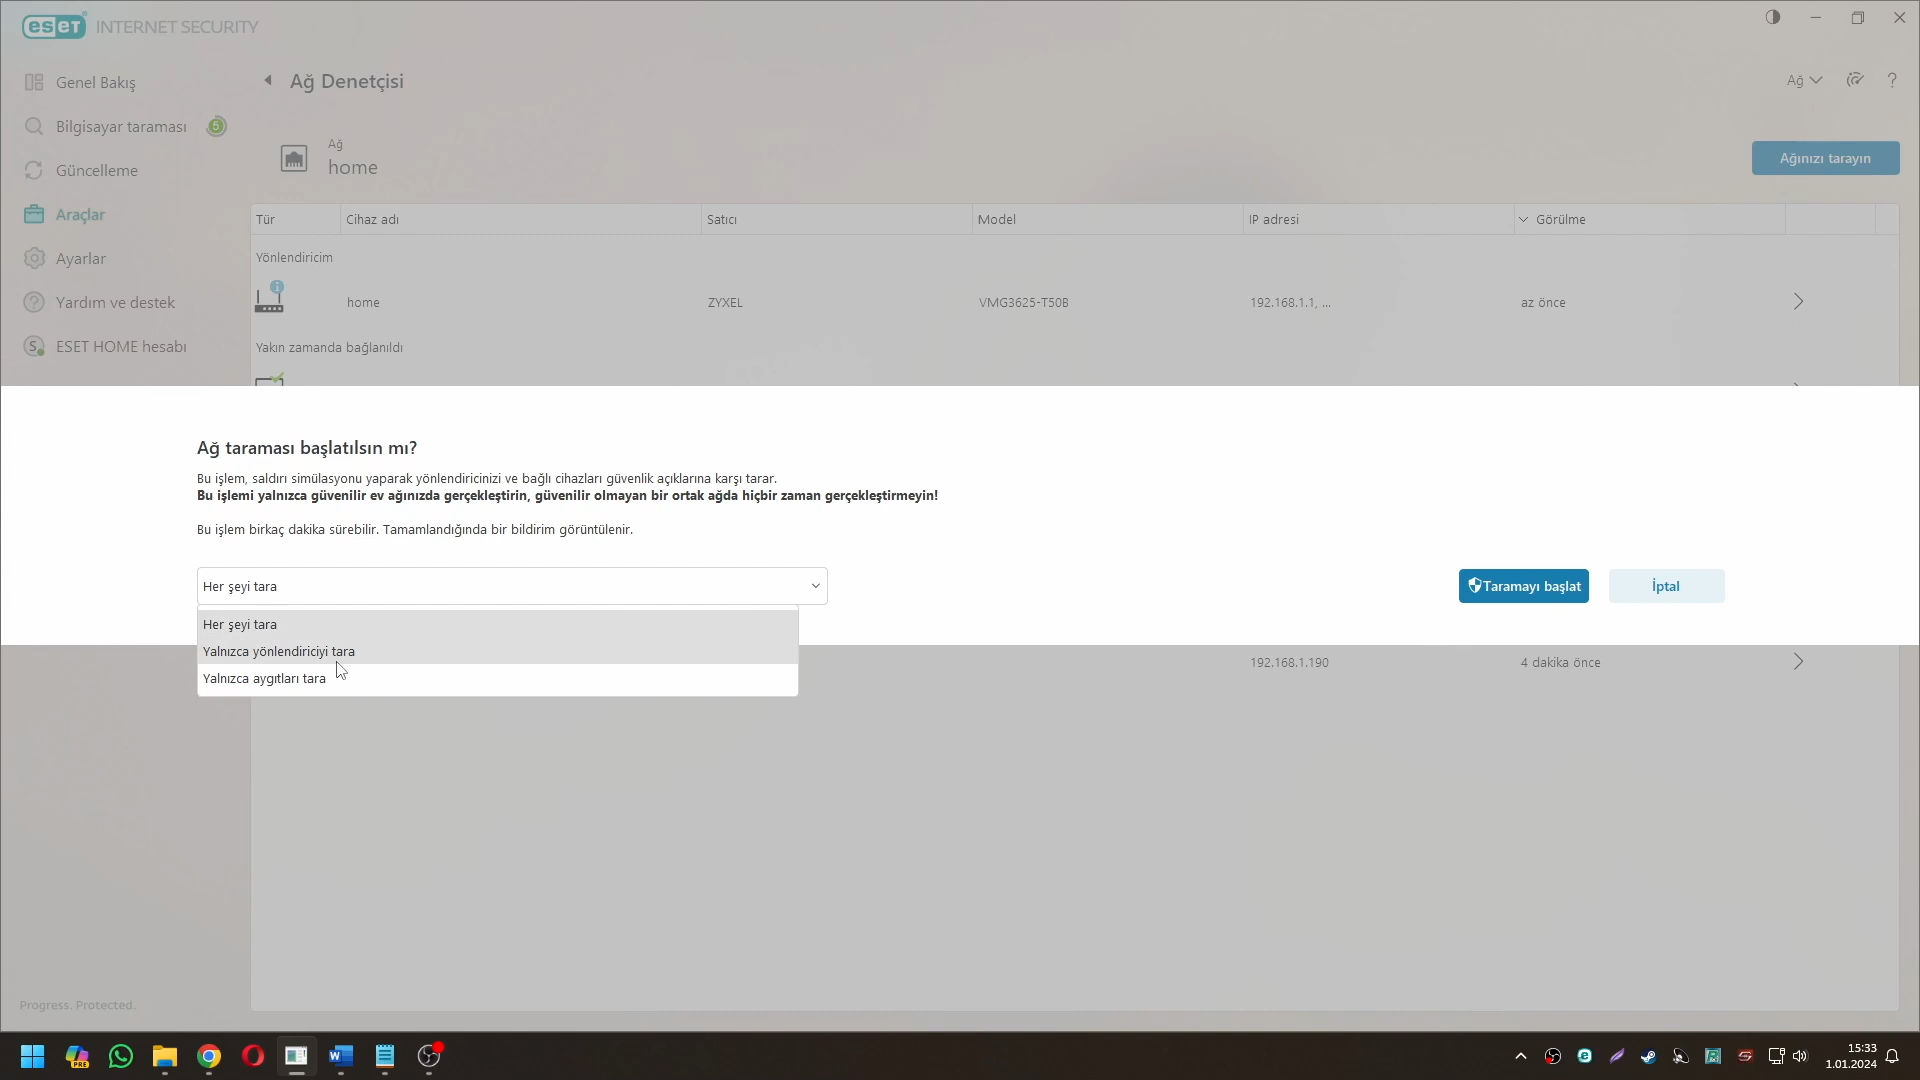 eset INTERNET SECURITY
Genel Bakış
Bilgisayar taraması 5
Güncelleme
Araçlar
Ayarlar
Yardım ve destek
S ESET HOME hesabı
Progress. Protected.
Ağ Denetçisi
Ağ
?
Ağ
home
Ağınızı tarayın
Tür Cihaz adı Satıcı Model IP adresi Görülme
Yönlendiricim
home ZYXEL VMG3625-T50B 192.168.1.1, ... az önce
Yakın zamanda bağlanıldı
Ağ taraması başlatılsın mı?
Bu işlem, saldırı simülasyonu yaparak yönlendiricinizi ve bağlı cihazları güvenlik açıklarına karşı tarar.
Bu işlemi yalnızca güvenilir ev ağınızda gerçekleştirin, güvenilir olmayan bir ortak ağda hiçbir zaman gerçekleştirmeyin!
Bu işlem birkaç dakika sürebilir. Tamamlandığında bir bildirim görüntülenir.
Her şeyi tara
Taramayı başlat
İptal
Her şeyi tara
Yalnızca yönlendiriciyi tara
Yalnızca aygıtları tara
192.168.1.190 4 dakika önce
PRE
W
15:33
1.01.2024